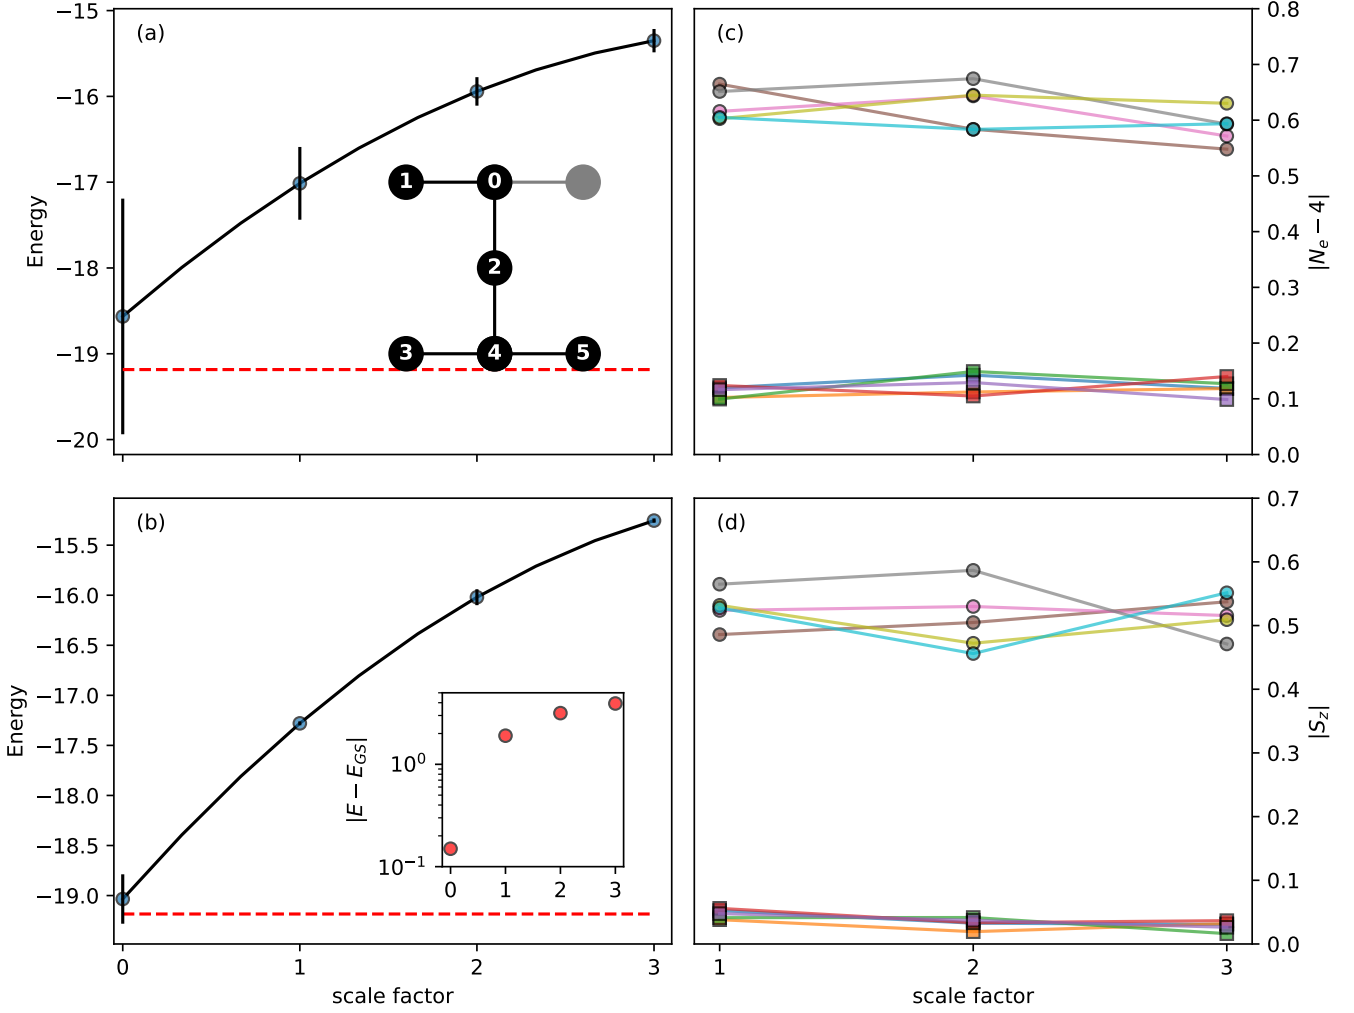 (a)
Energy
−15
−16
−17
−18
−19
−20
1
0
2
3
4
5
(c)
0.8
0.7
0.6
0.5
0.4
0.3
0.2
0.1
0.0
|N_e − 4|
(b)
Energy
−15.5
−16.0
−16.5
−17.0
−17.5
−18.0
−18.5
−19.0
|E − E_{GS}|
10⁰
10⁻¹
0 1 2 3
0 1 2 3
scale factor
(d)
0.7
0.6
0.5
0.4
0.3
0.2
0.1
0.0
|S_z|
1 2 3
scale factor